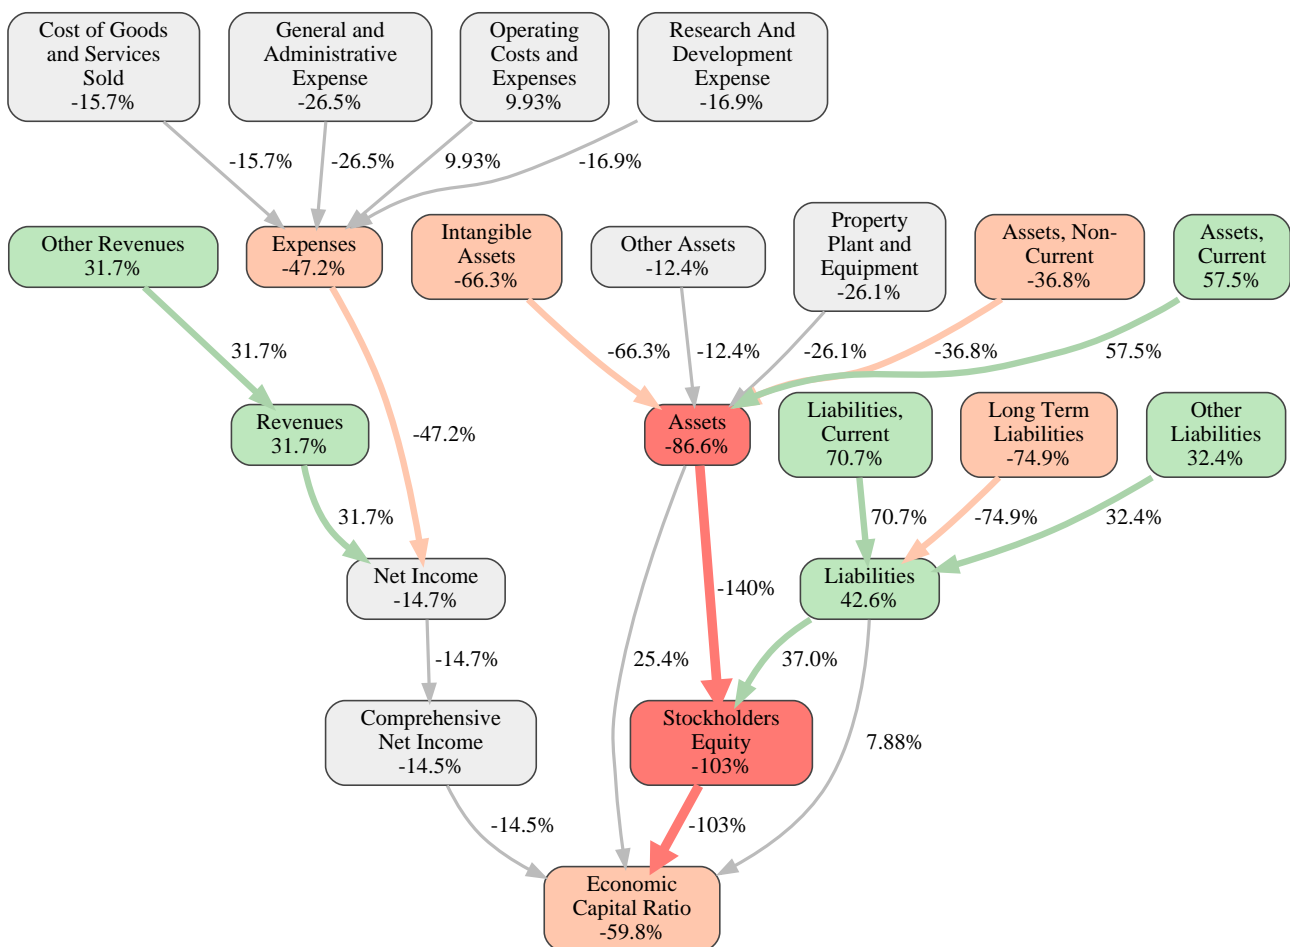 Cost of Goods
and Services
Sold
-15.7%
General and
Administrative
Expense
-26.5%
Operating
Costs and
Expenses
9.93%
Research And
Development
Expense
-16.9%
-15.7%
-26.5%
9.93%
-16.9%
Other Revenues
31.7%
Expenses
-47.2%
Intangible
Assets
-66.3%
Other Assets
-12.4%
Property
Plant and
Equipment
-26.1%
Assets, Non-
Current
-36.8%
Assets,
Current
57.5%
31.7%
-66.3%
-12.4%
-26.1%
-36.8%
57.5%
Revenues
31.7%
-47.2%
Assets
-86.6%
Liabilities,
Current
70.7%
Long Term
Liabilities
-74.9%
Other
Liabilities
32.4%
31.7%
70.7%
-74.9%
32.4%
Net Income
-14.7%
-140%
Liabilities
42.6%
-14.7%
25.4%
37.0%
Comprehensive
Net Income
-14.5%
Stockholders
Equity
-103%
7.88%
-14.5%
-103%
Economic
Capital Ratio
-59.8%